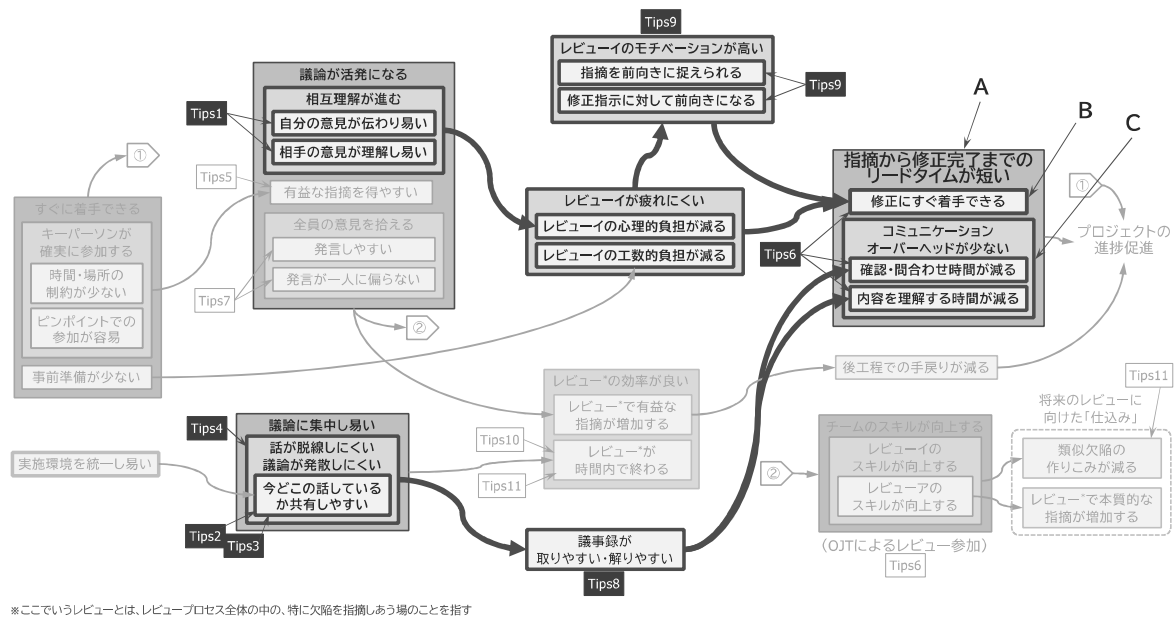 Tips9
レビューイのモチベーションが高い
指摘を前向きに捉えられる
修正指示に対して前向きになる
Tips9
議論が活発になる
相互理解が進む
自分の意見が伝わり易い
相手の意見が理解し易い
Tips1
Tips5
有益な指摘を得やすい
全員の意見を拾える
発言しやすい
発言が一人に偏らない
Tips7
①
すぐに着手できる
キーパーソンが
確実に参加する
時間・場所の
制約が少ない
ピンポイントでの
参加が容易
事前準備が少ない
②
レビューイが疲れにくい
レビューイの心理的負担が減る
レビューイの工数的負担が減る
A
B
C
指摘から修正完了までの
リードタイムが短い
修正にすぐ着手できる
コミュニケーション
オーバーヘッドが少ない
確認・問合わせ時間が減る
内容を理解する時間が減る
Tips6
①
プロジェクトの
進捗促進
後工程での手戻りが減る
レビュー*の効率が良い
レビュー*で有益な
指摘が増加する
レビュー*が
時間内で終わる
Tips10
Tips11
Tips4
議論に集中し易い
話が脱線しにくい
議論が発散しにくい
今どこの話している
か共有しやすい
実施環境を統一し易い
Tips2
Tips3
議事録が
取りやすい・解りやすい
Tips8
②
チームのスキルが向上する
レビューイの
スキルが向上する
レビューアの
スキルが向上する
(OJTによるレビュー参加)
Tips6
Tips11
将来のレビューに
向けた「仕込み」
類似欠陥の
作りこみが減る
レビュー*で本質的な
指摘が増加する
※ここでいうレビューとは、レビュープロセス全体の中の、特に欠陥を指摘しあう場のことを指す